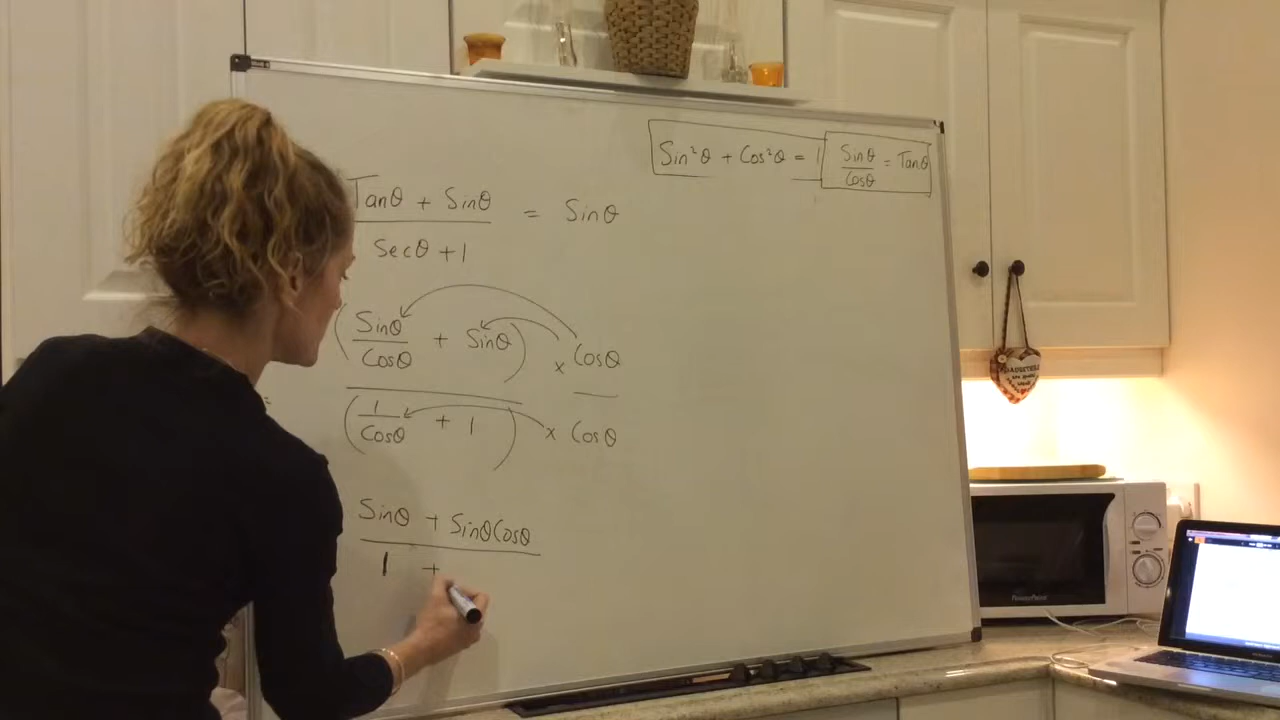 Sin²θ + Cos²θ = 1
Sinθ
Cosθ
= Tanθ
Tanθ + Sinθ
Secθ + 1
= Sinθ
(Sinθ
Cosθ
+ Sinθ) × Cosθ
(1
Cosθ
+ 1) × Cosθ
=
Sinθ + SinθCosθ
1 +